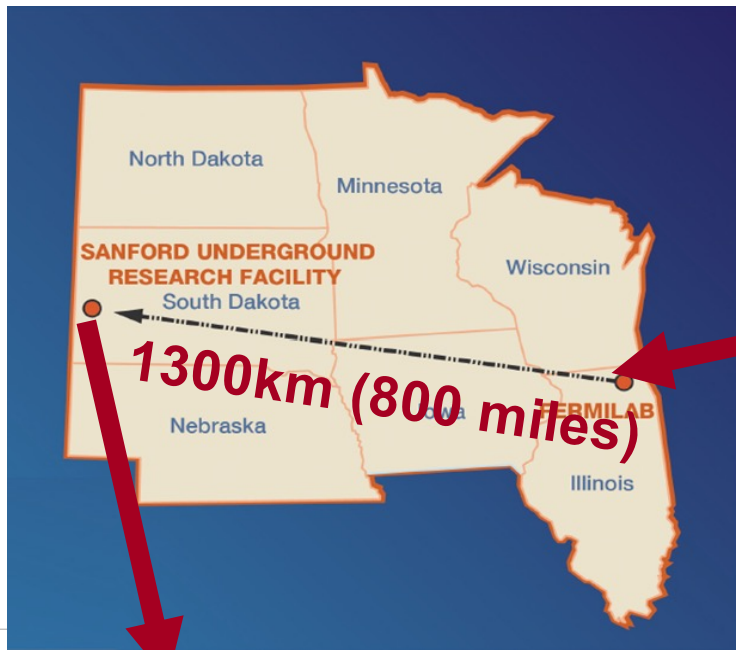 North Dakota
Minnesota
SANFORD UNDERGROUND
RESEARCH FACILITY
Wisconsin
South Dakota
1300km (800 miles)
Iowa
FERMILAB
Nebraska
Illinois